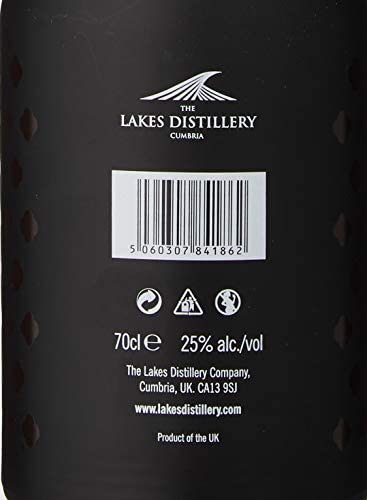 THE
LAKES DISTILLERY
CUMBRIA
5 060307 841862
70cl ℮ 25% alc./vol
The Lakes Distillery Company,
Cumbria, UK. CA13 9SJ
www.lakesdistillery.com
Product of the UK